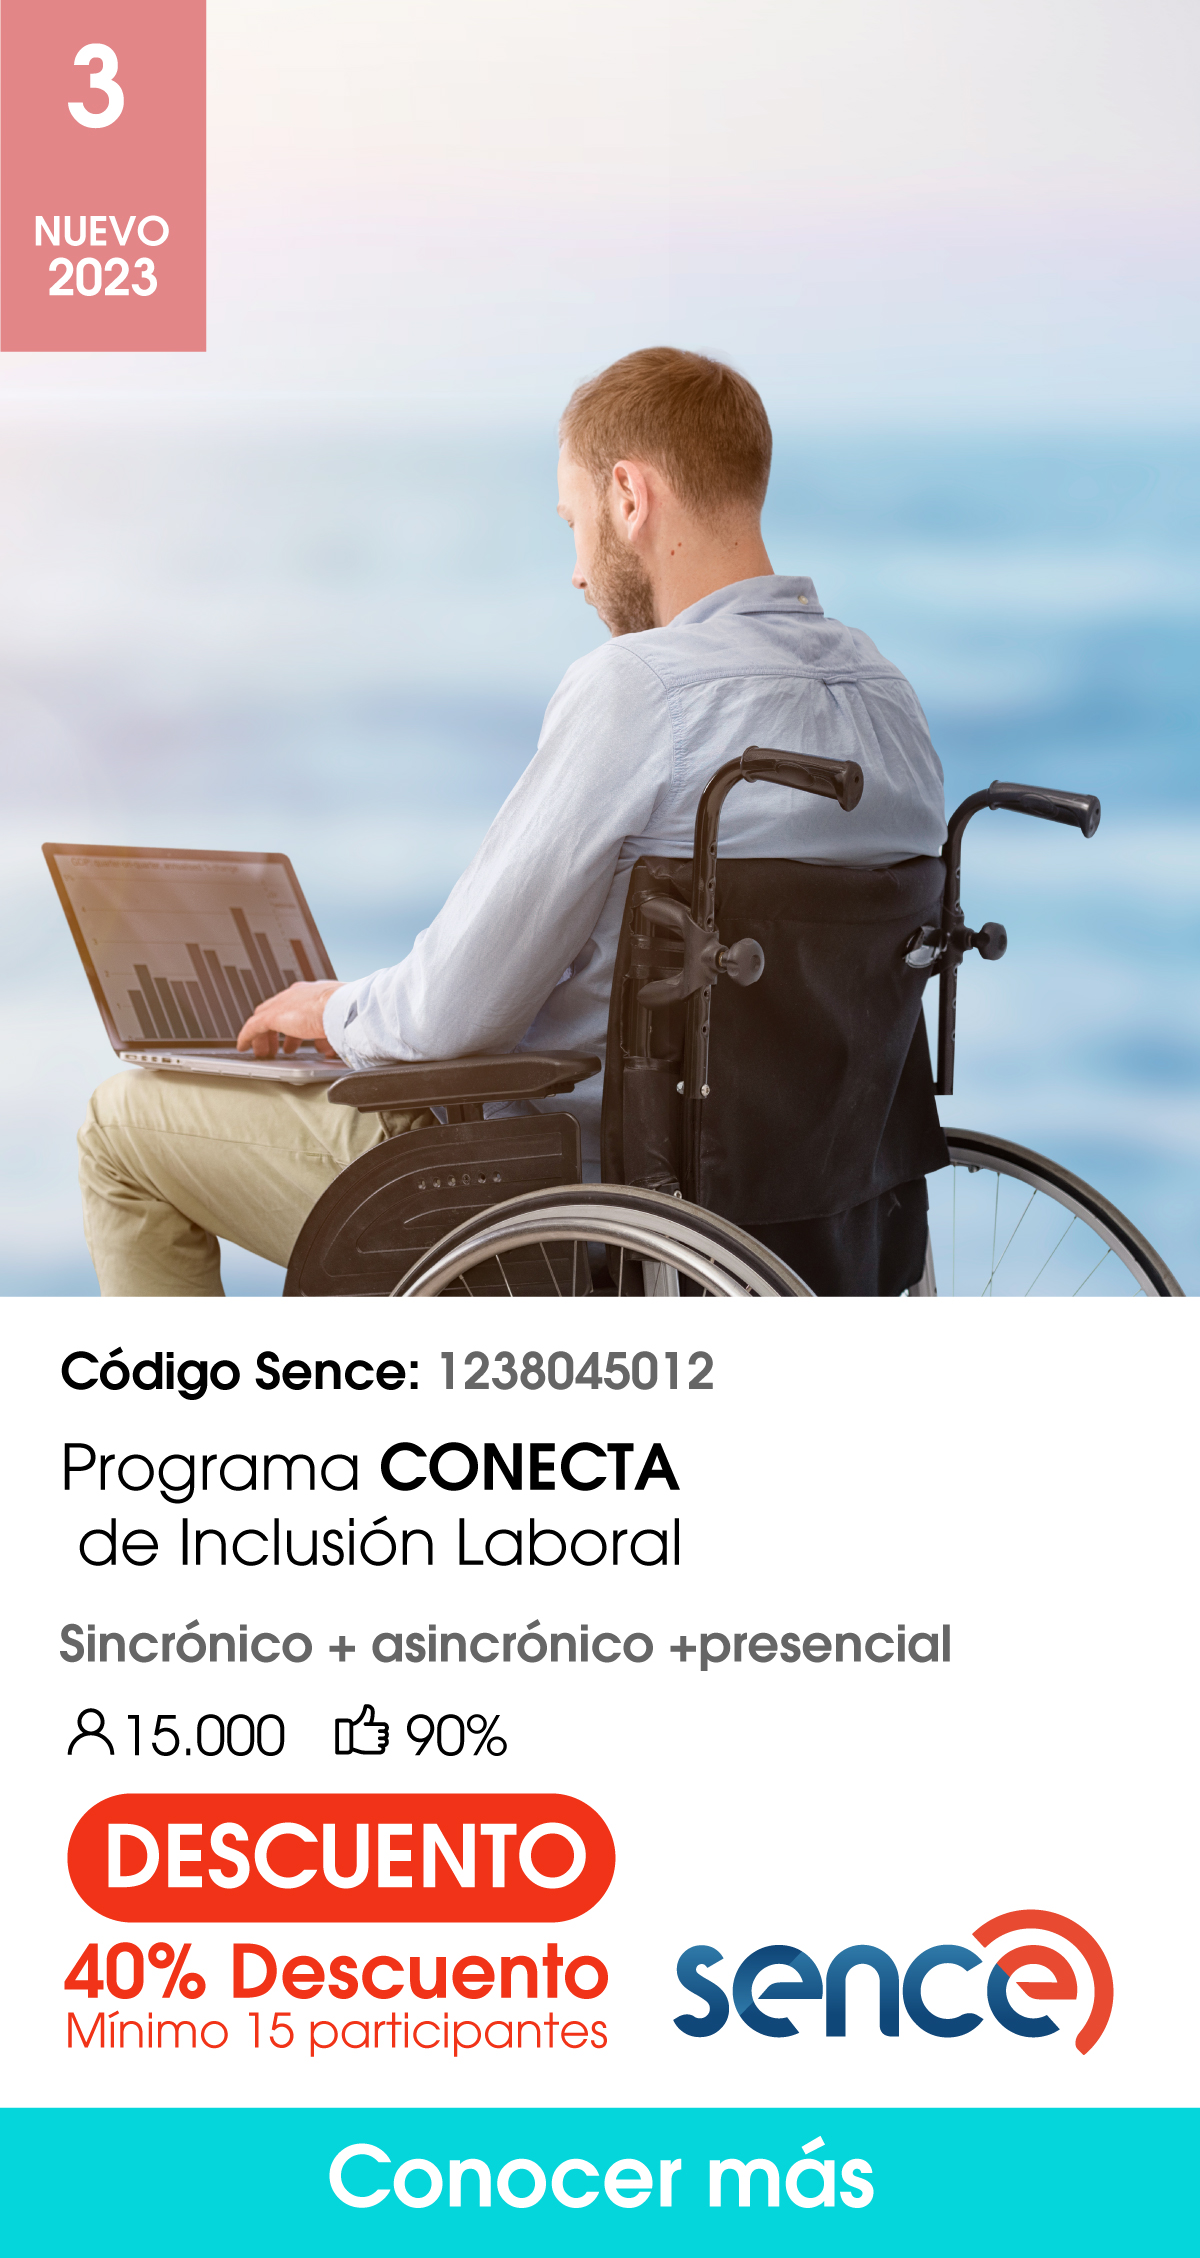 3
NUEVO
2023
Código Sence: 1238045012
Programa CONECTA
de Inclusión Laboral
Sincrónico + asincrónico +presencial
15.000 90%
DESCUENTO
40% Descuento
Mínimo 15 participantes
sence
Conocer más